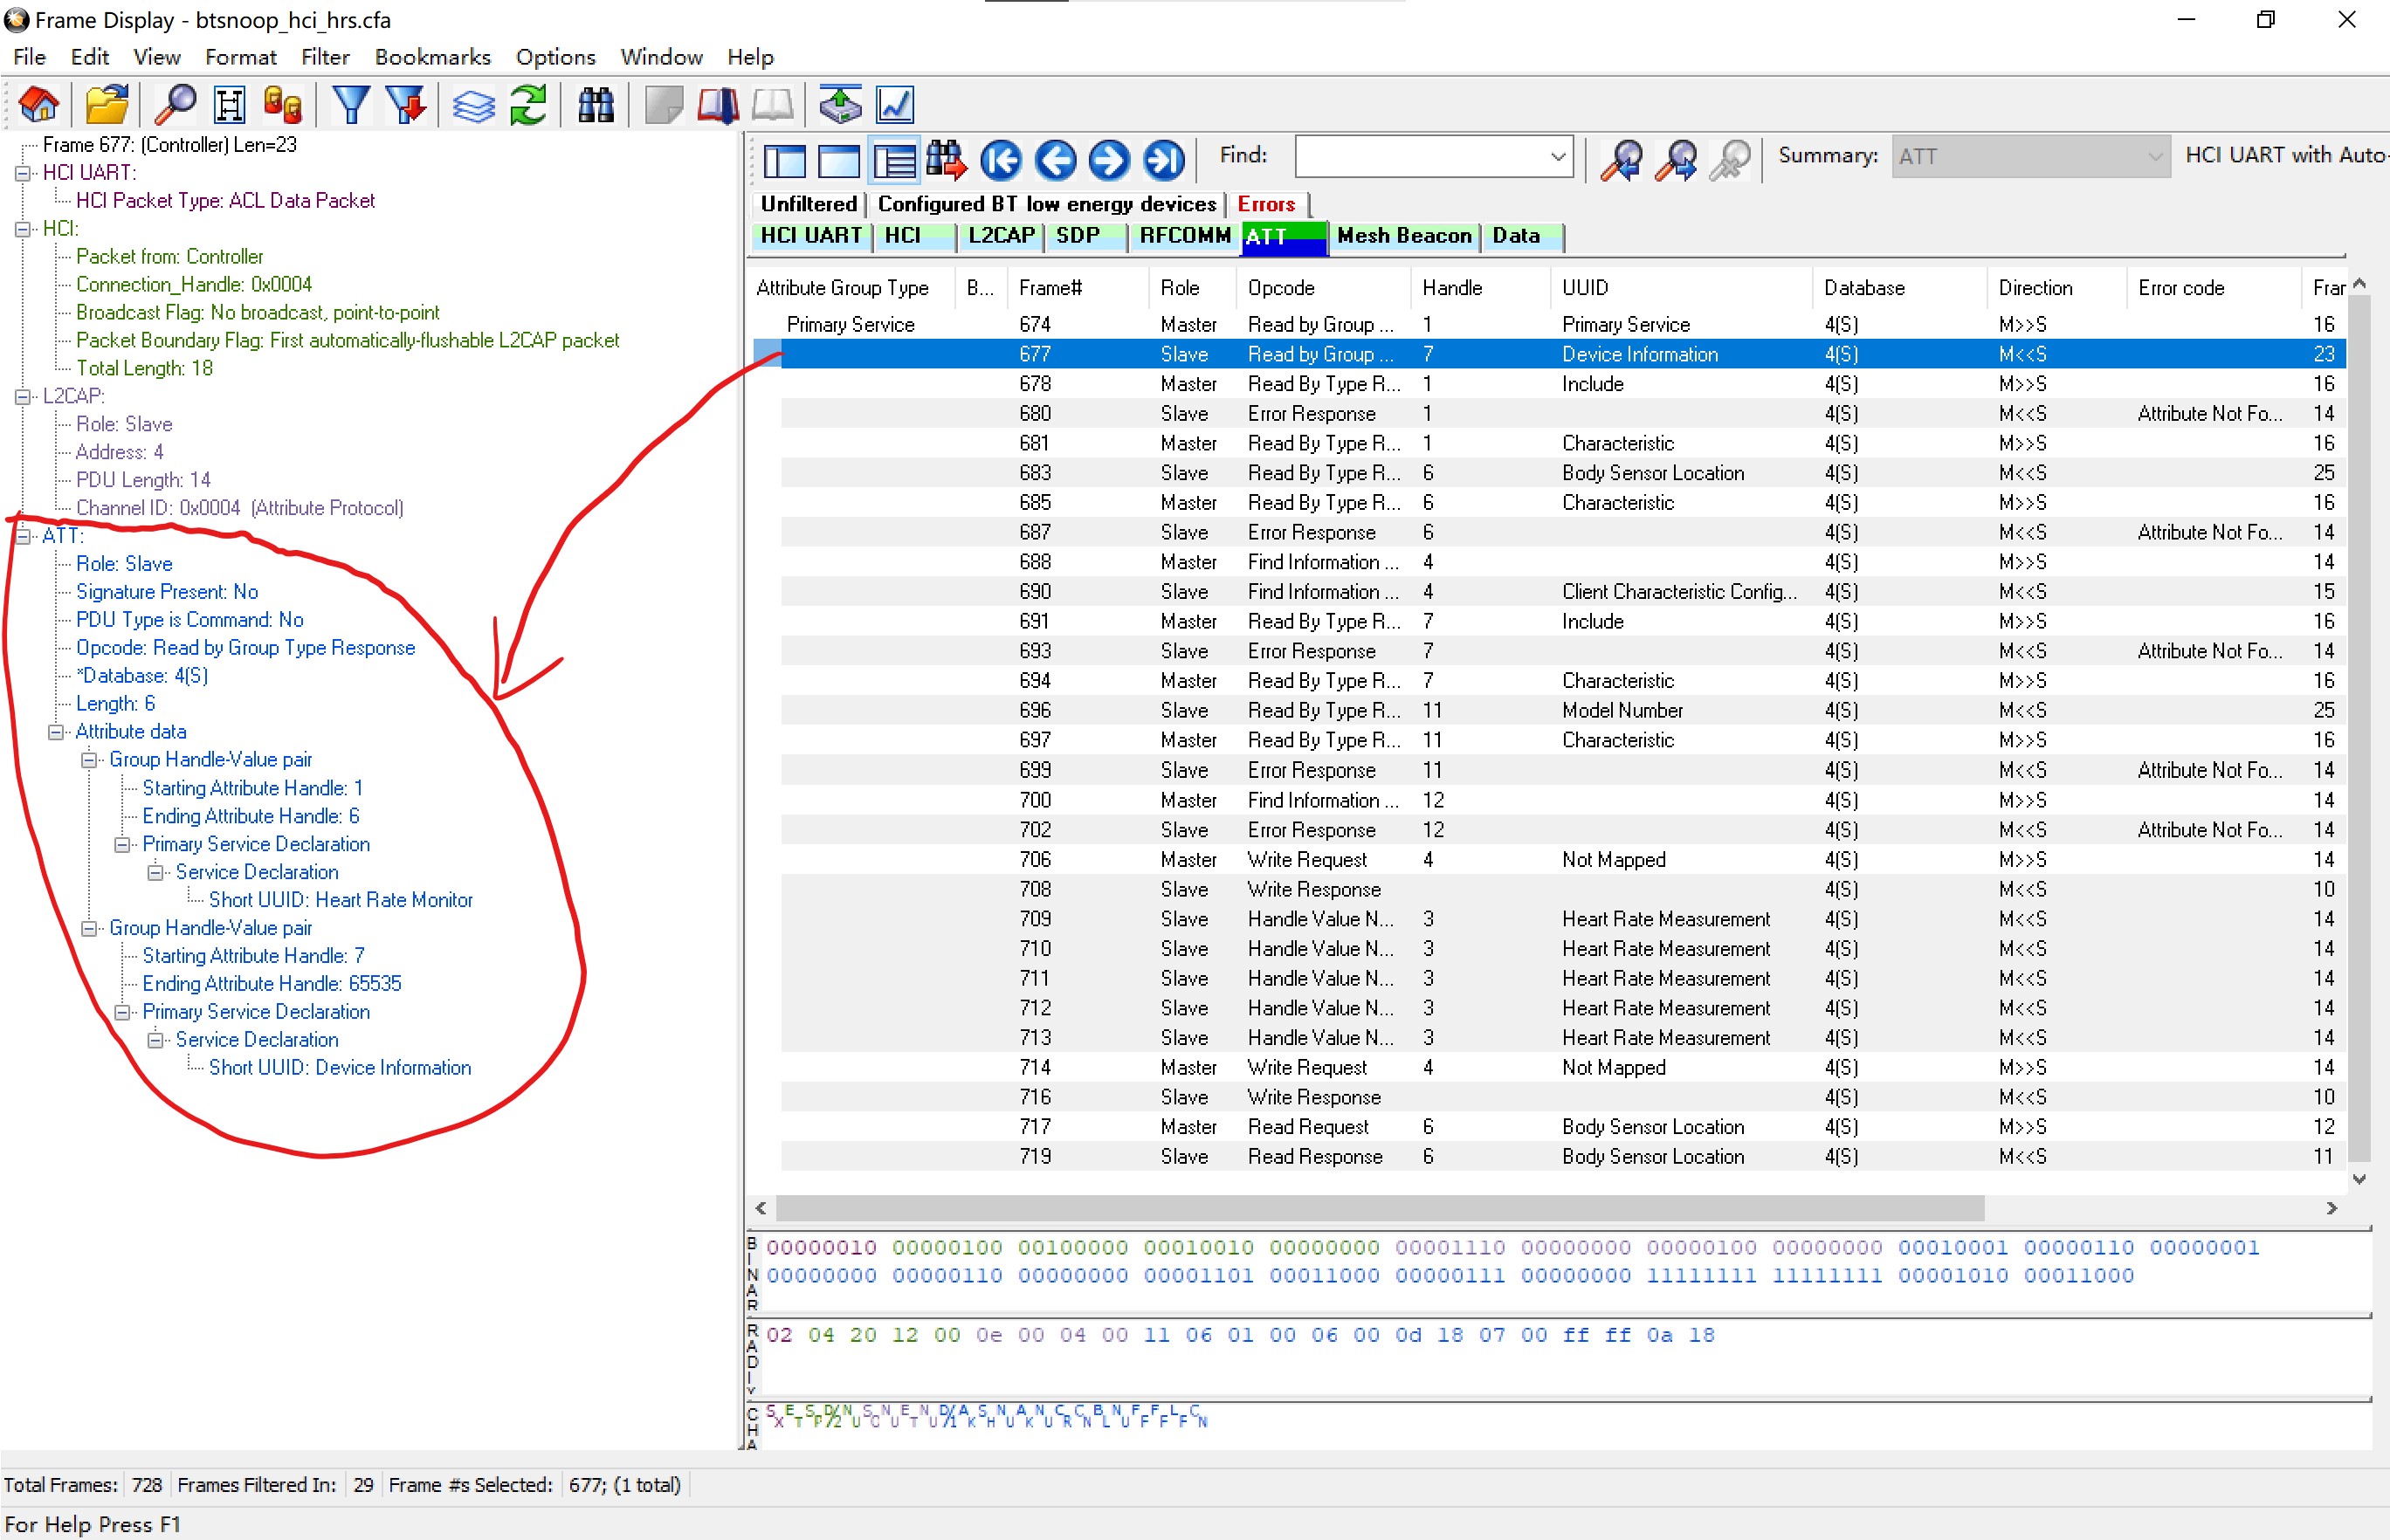 Frame Display - btsnoop_hci_hrs.cfa
File Edit View Format Filter Bookmarks Options Window Help
Frame 677: (Controller) Len=23
HCI UART:
HCI Packet Type: ACL Data Packet
HCI:
Packet from: Controller
Connection_Handle: 0x0004
Broadcast Flag: No broadcast, point-to-point
Packet Boundary Flag: First automatically-flushable L2CAP packet
Total Length: 18
L2CAP:
Role: Slave
Address: 4
PDU Length: 14
Channel ID: 0x0004 (Attribute Protocol)
ATT:
Role: Slave
Signature Present: No
PDU Type is Command: No
Opcode: Read by Group Type Response
*Database: 4(S)
Length: 6
Attribute data
Group Handle-Value pair
Starting Attribute Handle: 1
Ending Attribute Handle: 6
Primary Service Declaration
Service Declaration
Short UUID: Heart Rate Monitor
Group Handle-Value pair
Starting Attribute Handle: 7
Ending Attribute Handle: 65535
Primary Service Declaration
Service Declaration
Short UUID: Device Information
Find: Summary: ATT HCI UART with Auto-
Unfiltered Configured BT low energy devices Errors
HCI UART HCI L2CAP SDP RFCOMM ATT Mesh Beacon Data
Attribute Group Type B... Frame# Role Opcode Handle UUID Database Direction Error code Frar
Primary Service 674 Master Read by Group ... 1 Primary Service 4(S) M>>S 16
677 Slave Read by Group ... 7 Device Information 4(S) M<<S 23
678 Master Read By Type R... 1 Include 4(S) M>>S 16
680 Slave Error Response 1 4(S) M<<S Attribute Not Fo... 14
681 Master Read By Type R... 1 Characteristic 4(S) M>>S 16
683 Slave Read By Type R... 6 Body Sensor Location 4(S) M<<S 25
685 Master Read By Type R... 6 Characteristic 4(S) M>>S 16
687 Slave Error Response 6 4(S) M<<S Attribute Not Fo... 14
688 Master Find Information ... 4 4(S) M>>S 14
690 Slave Find Information ... 4 Client Characteristic Config... 4(S) M<<S 15
691 Master Read By Type R... 7 Include 4(S) M>>S 16
693 Slave Error Response 7 4(S) M<<S Attribute Not Fo... 14
694 Master Read By Type R... 7 Characteristic 4(S) M>>S 16
696 Slave Read By Type R... 11 Model Number 4(S) M<<S 25
697 Master Read By Type R... 11 Characteristic 4(S) M>>S 16
699 Slave Error Response 11 4(S) M<<S Attribute Not Fo... 14
700 Master Find Information ... 12 4(S) M>>S 14
702 Slave Error Response 12 4(S) M<<S Attribute Not Fo... 14
706 Master Write Request 4 Not Mapped 4(S) M>>S 14
708 Slave Write Response 4(S) M<<S 10
709 Slave Handle Value N... 3 Heart Rate Measurement 4(S) M<<S 14
710 Slave Handle Value N... 3 Heart Rate Measurement 4(S) M<<S 14
711 Slave Handle Value N... 3 Heart Rate Measurement 4(S) M<<S 14
712 Slave Handle Value N... 3 Heart Rate Measurement 4(S) M<<S 14
713 Slave Handle Value N... 3 Heart Rate Measurement 4(S) M<<S 14
714 Master Write Request 4 Not Mapped 4(S) M>>S 14
716 Slave Write Response 4(S) M<<S 10
717 Master Read Request 6 Body Sensor Location 4(S) M>>S 12
719 Slave Read Response 6 Body Sensor Location 4(S) M<<S 11
BINAR
00000010 00000100 00100000 00010010 00000000 00001110 00000000 00000100 00000000 00010001 00000110 00000001
00000000 00000110 00000000 00001101 00011000 00000111 00000000 11111111 11111111 00001010 00011000
RADIX
02 04 20 12 00 0e 00 04 00 11 06 01 00 06 00 0d 18 07 00 ff ff 0a 18
CHA
Total Frames: 728 Frames Filtered In: 29 Frame #s Selected: 677; (1 total)
For Help Press F1